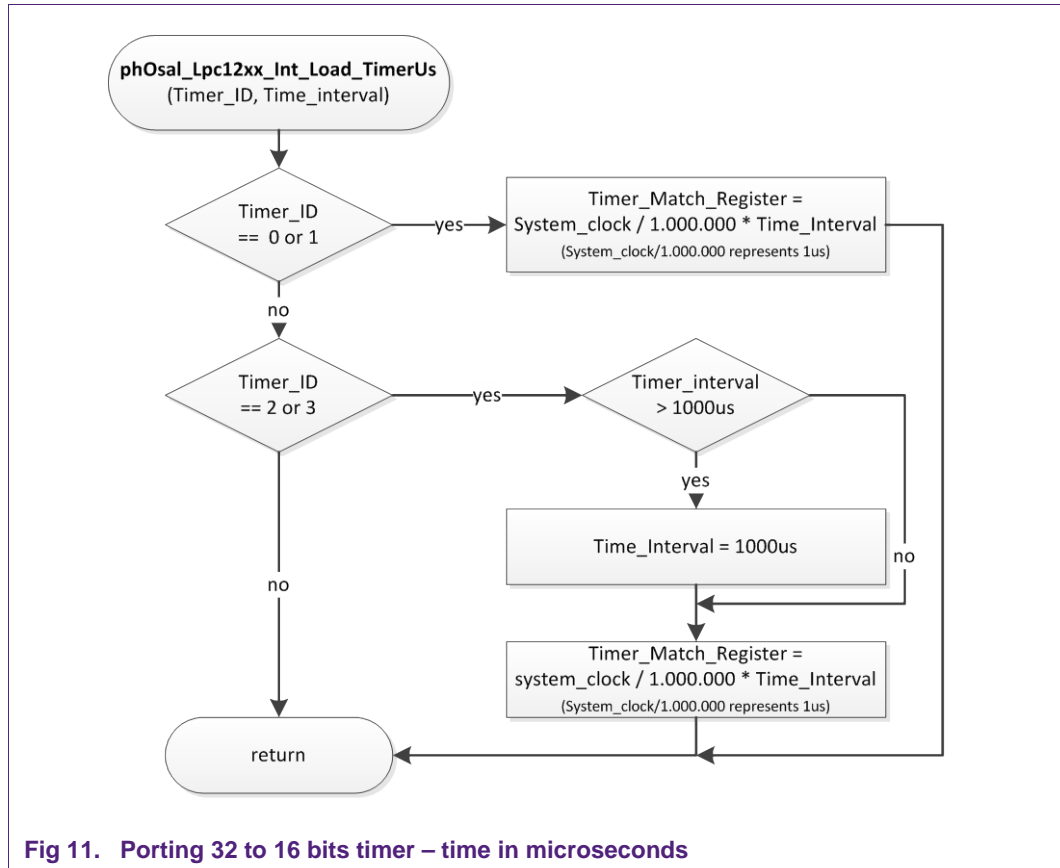 phOsal_Lpc12xx_Int_Load_TimerUs
(Timer_ID, Time_interval)
Timer_ID
== 0 or 1
yes
Timer_Match_Register =
System_clock / 1.000.000 * Time_Interval
(System_clock/1.000.000 represents 1us)
no
Timer_ID
== 2 or 3
yes
Timer_interval
> 1000us
yes
no
Time_Interval = 1000us
no
Timer_Match_Register =
system_clock / 1.000.000 * Time_Interval
(System_clock/1.000.000 represents 1us)
return
Fig 11. Porting 32 to 16 bits timer – time in microseconds